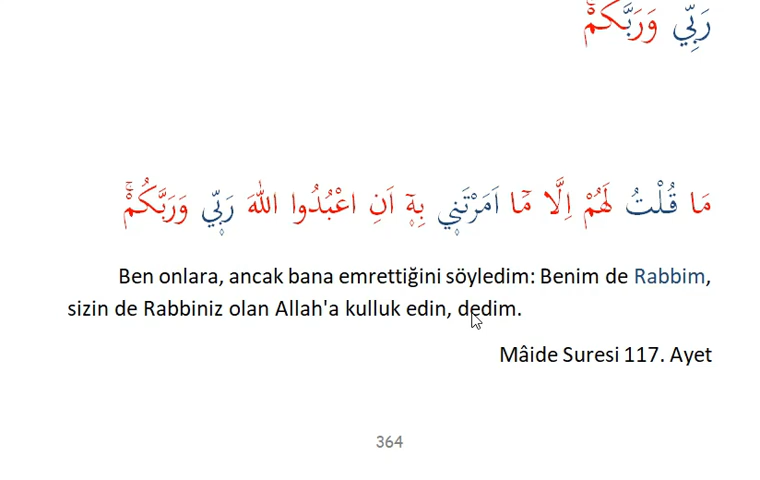 رَبّ۪ي وَرَبَّكُمْۚ
مَا قُلْتُ لَهُمْ اِلَّا مَٓا اَمَرْتَن۪ي بِه۪ٓ اَنِ اعْبُدُوا اللّٰهَ رَبّ۪ي وَرَبَّكُمْۚ
Ben onlara, ancak bana emrettiğini söyledim: Benim de Rabbim,
sizin de Rabbiniz olan Allah'a kulluk edin, dedim.
Mâide Suresi 117. Ayet
364